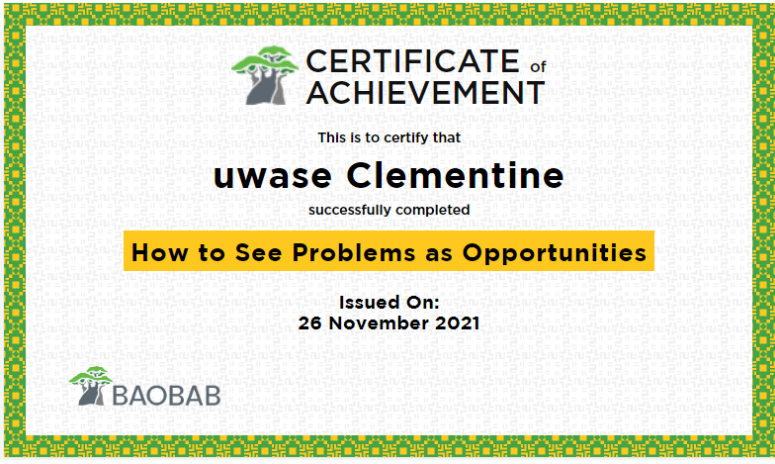 CERTIFICATE of
ACHIEVEMENT
This is to certify that
uwase Clementine
successfully completed
How to See Problems as Opportunities
Issued On:
26 November 2021
BAOBAB